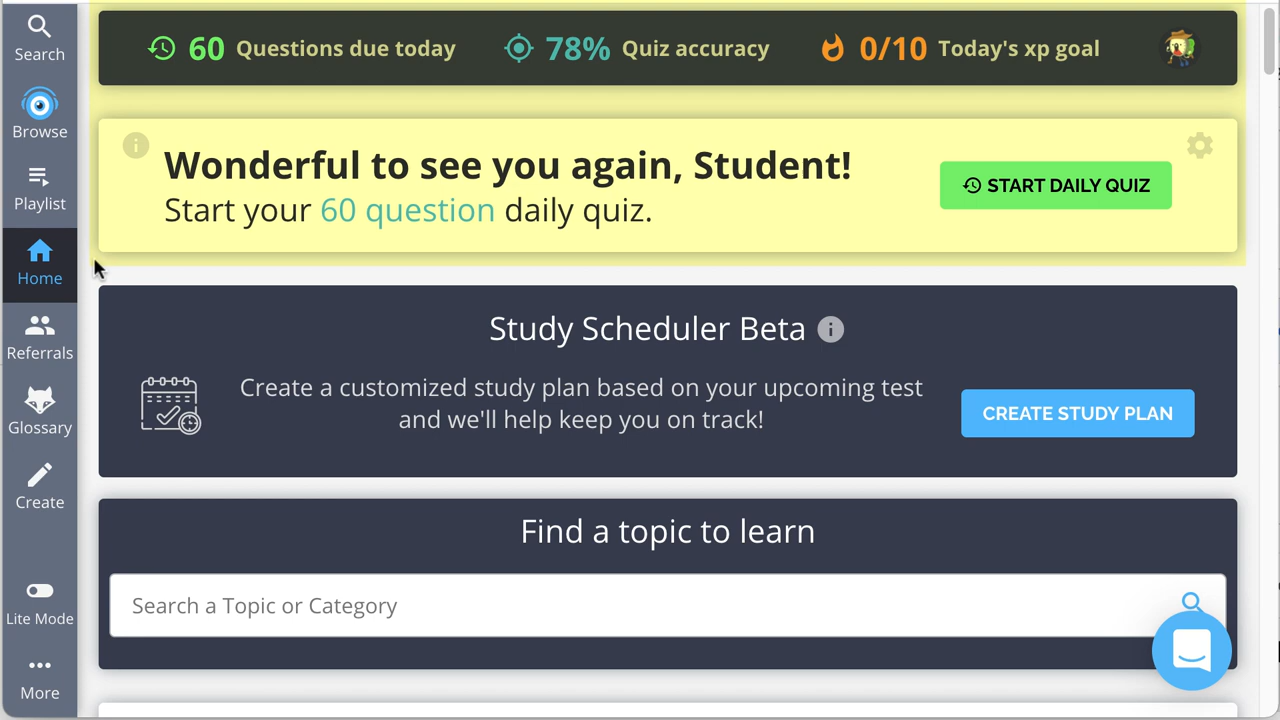 Search
Browse
Playlist
Home
Referrals
Glossary
Create
Lite Mode
More
60 Questions due today
78% Quiz accuracy
0/10 Today's xp goal
Wonderful to see you again, Student!
Start your 60 question daily quiz.
START DAILY QUIZ
Study Scheduler Beta
Create a customized study plan based on your upcoming test
and we'll help keep you on track!
CREATE STUDY PLAN
Find a topic to learn
Search a Topic or Category